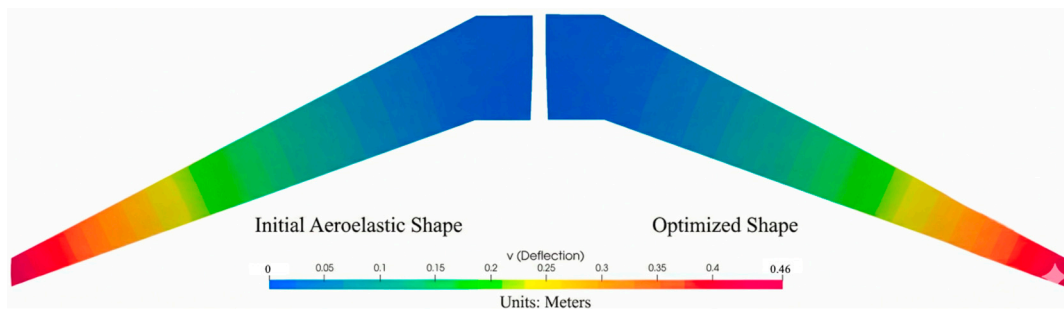 Initial Aeroelastic Shape
Optimized Shape
v (Deflection)
0 0.05 0.1 0.15 0.2 0.25 0.3 0.35 0.4 0.46
Units: Meters